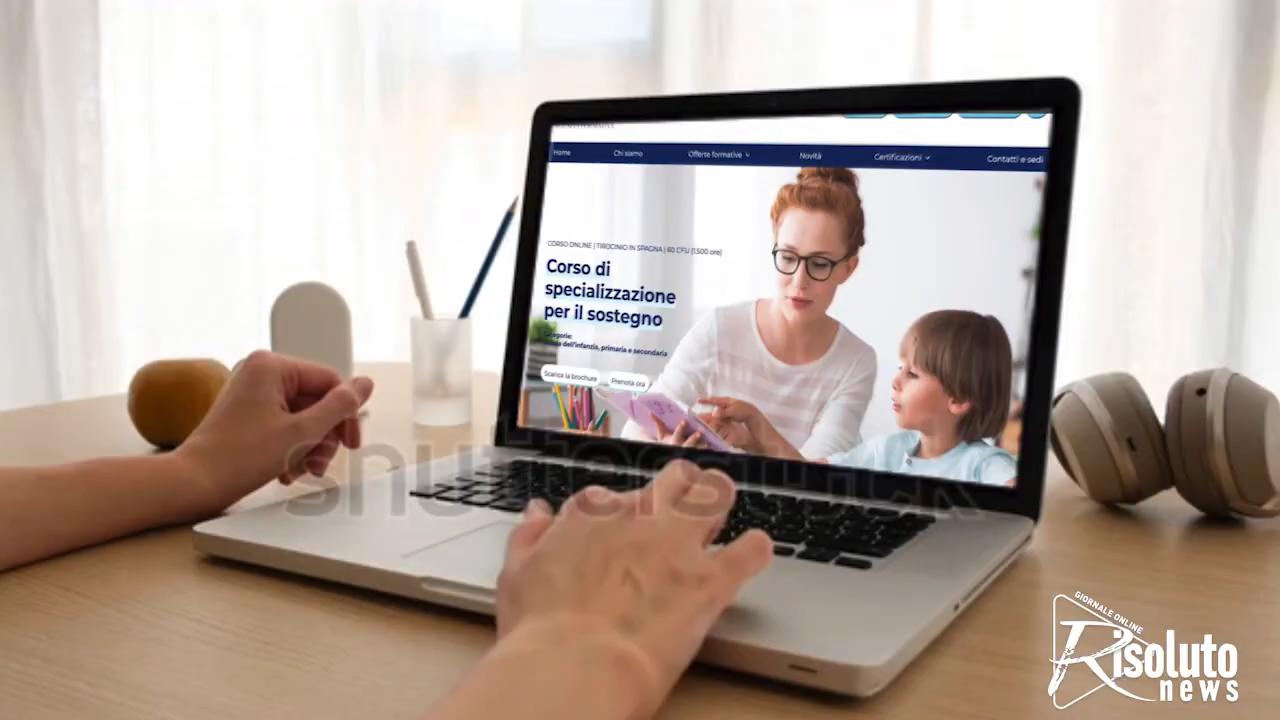 Home Chi siamo Offerte formative Novità Certificazioni Contatti e sedi
CORSO ONLINE | TIROCINIO IN SPAGNA | 60 CFU (1.500 ore)
Corso di
specializzazione
per il sostegno
dell'infanzia, primaria e secondaria
Scarica la brochure Prenota ora
shutterstock
GIORNALE ONLINE
Risoluto
news